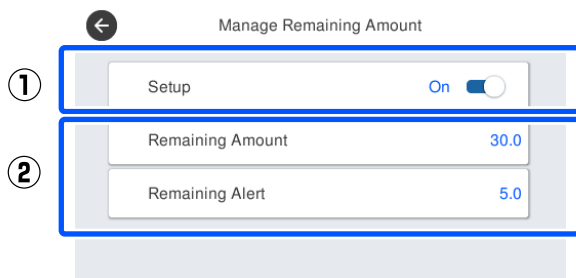 Manage Remaining Amount
①
Setup On
②
Remaining Amount 30.0
Remaining Alert 5.0